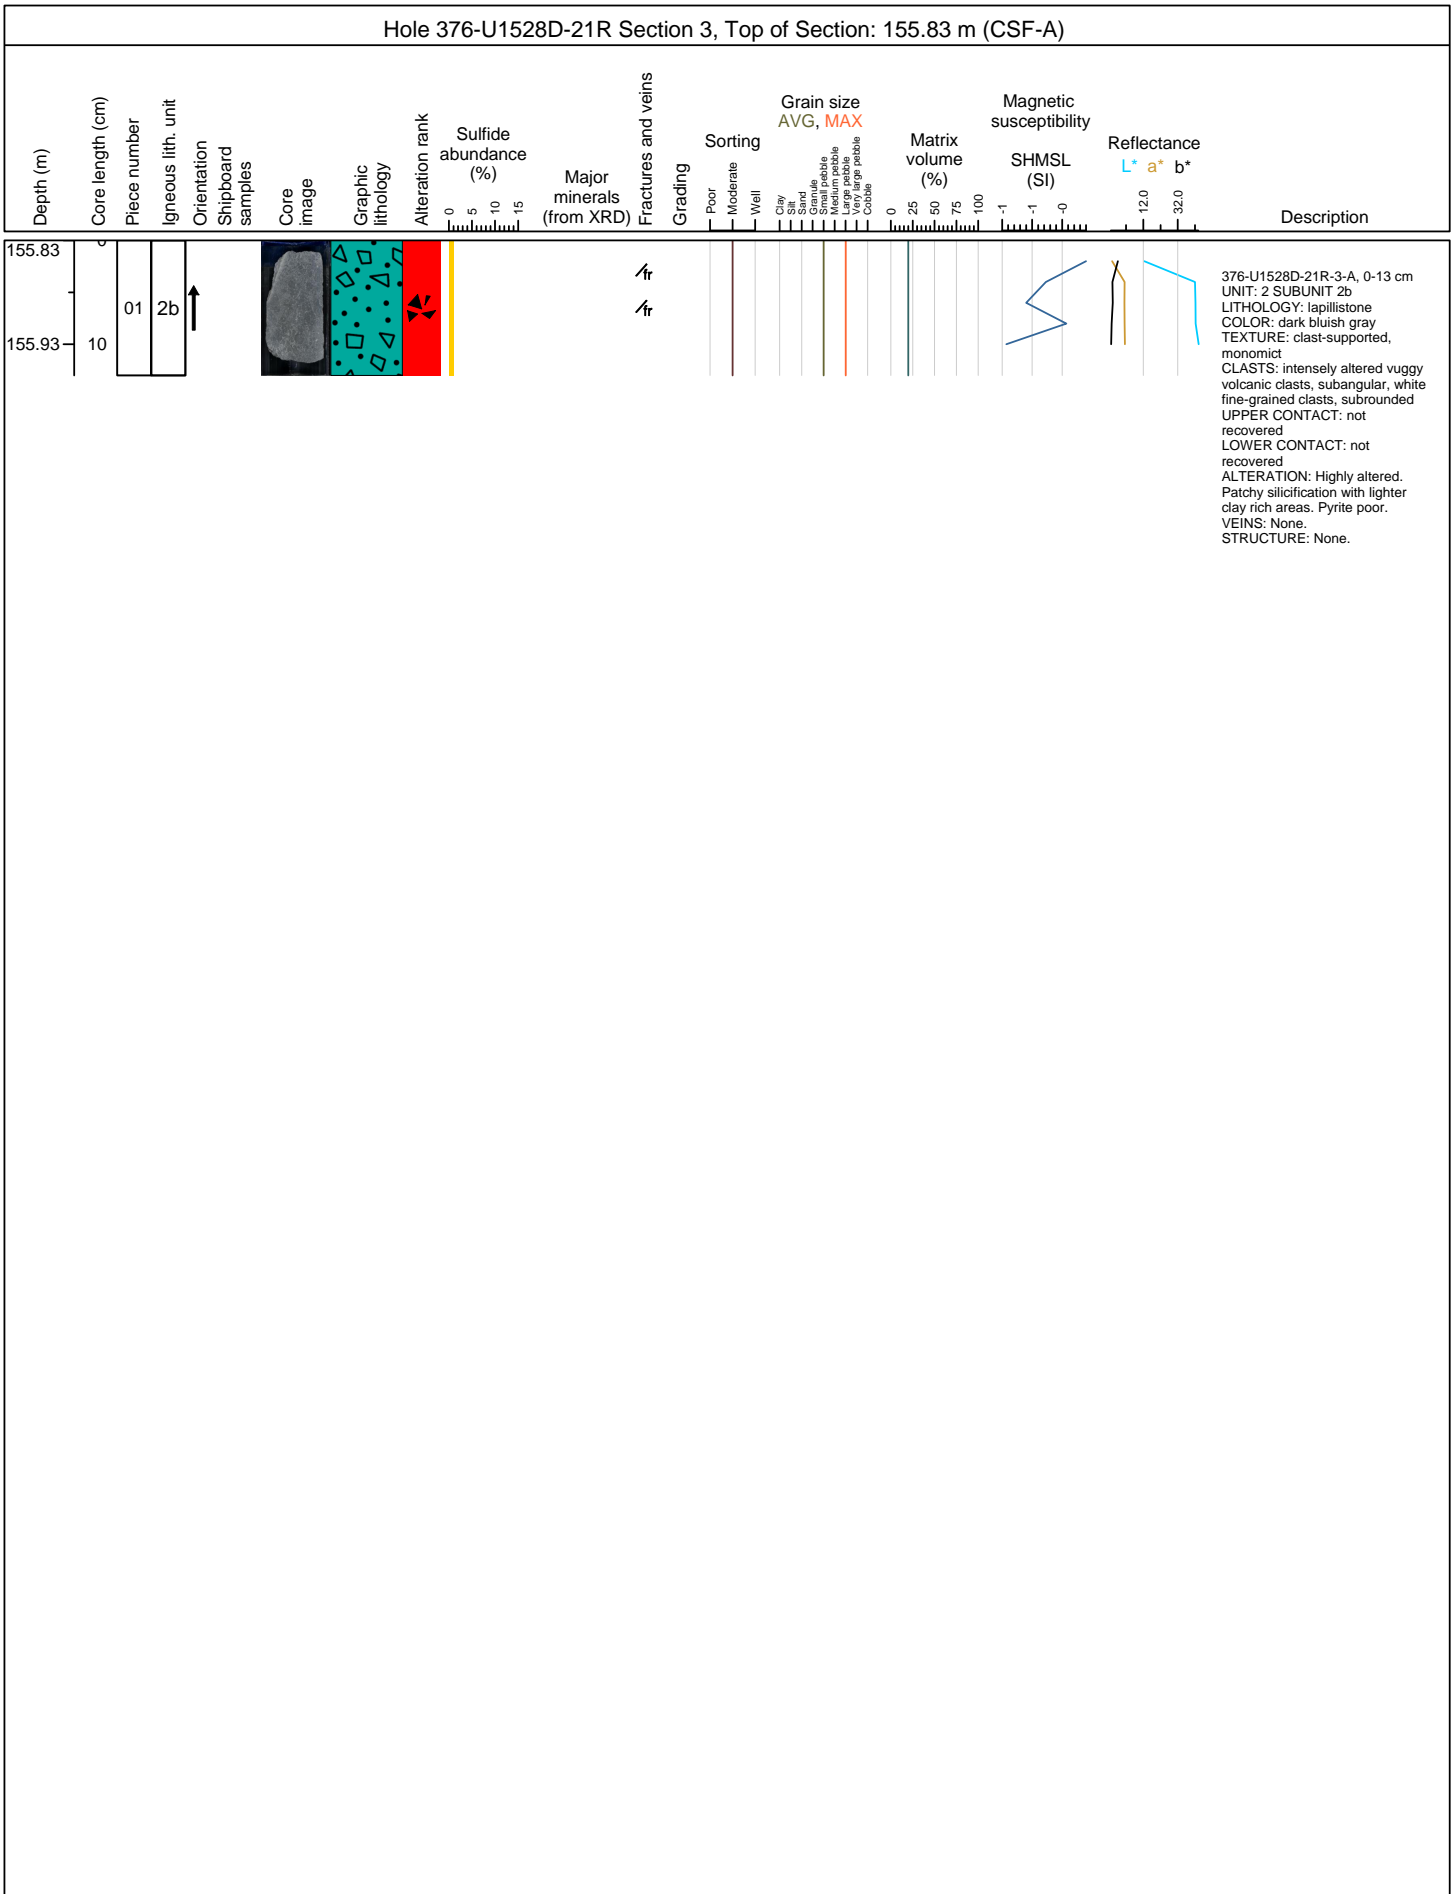 Hole 376-U1528D-21R Section 3, Top of Section: 155.83 m (CSF-A)
Depth (m)
Core length (cm)
Piece number
Igneous lith. unit
Orientation
Shipboard
samples
Core
image
Graphic
lithology
Alteration rank
Sulfide
abundance
(%)
0 5 10 15
Major
minerals
(from XRD)
Fractures and veins
Grading
Sorting
Poor
Moderate
Well
Grain size
AVG, MAX
Clay
Silt
Sand
Granule
Small pebble
Medium pebble
Large pebble
Very large pebble
Cobble
Matrix
volume
(%)
0 25 50 75 100
Magnetic
susceptibility
SHMSL
(SI)
-1 -1 -0
Reflectance
L* a* b*
12.0 32.0
Description
155.83
0
155.93
10
01
2b
fr
fr
376-U1528D-21R-3-A, 0-13 cm
UNIT: 2 SUBUNIT 2b
LITHOLOGY: lapillistone
COLOR: dark bluish gray
TEXTURE: clast-supported,
monomict
CLASTS: intensely altered vuggy
volcanic clasts, subangular, white
fine-grained clasts, subrounded
UPPER CONTACT: not
recovered
LOWER CONTACT: not
recovered
ALTERATION: Highly altered.
Patchy silicification with lighter
clay rich areas. Pyrite poor.
VEINS: None.
STRUCTURE: None.